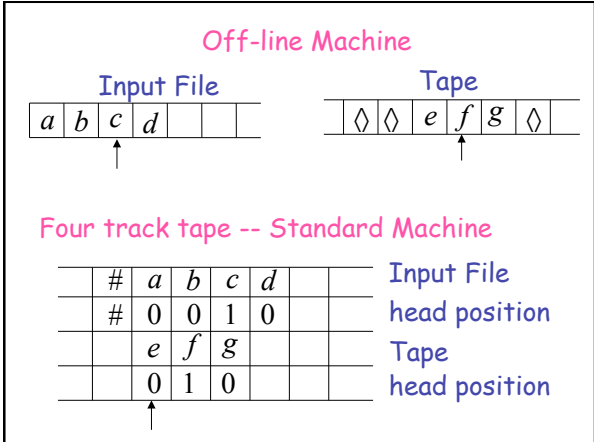 Off-line Machine
Input File
a b c d
Tape
◊ ◊ e f g ◊
Four track tape -- Standard Machine
# a b c d Input File
# 0 0 1 0 head position
e f g Tape
0 1 0 head position